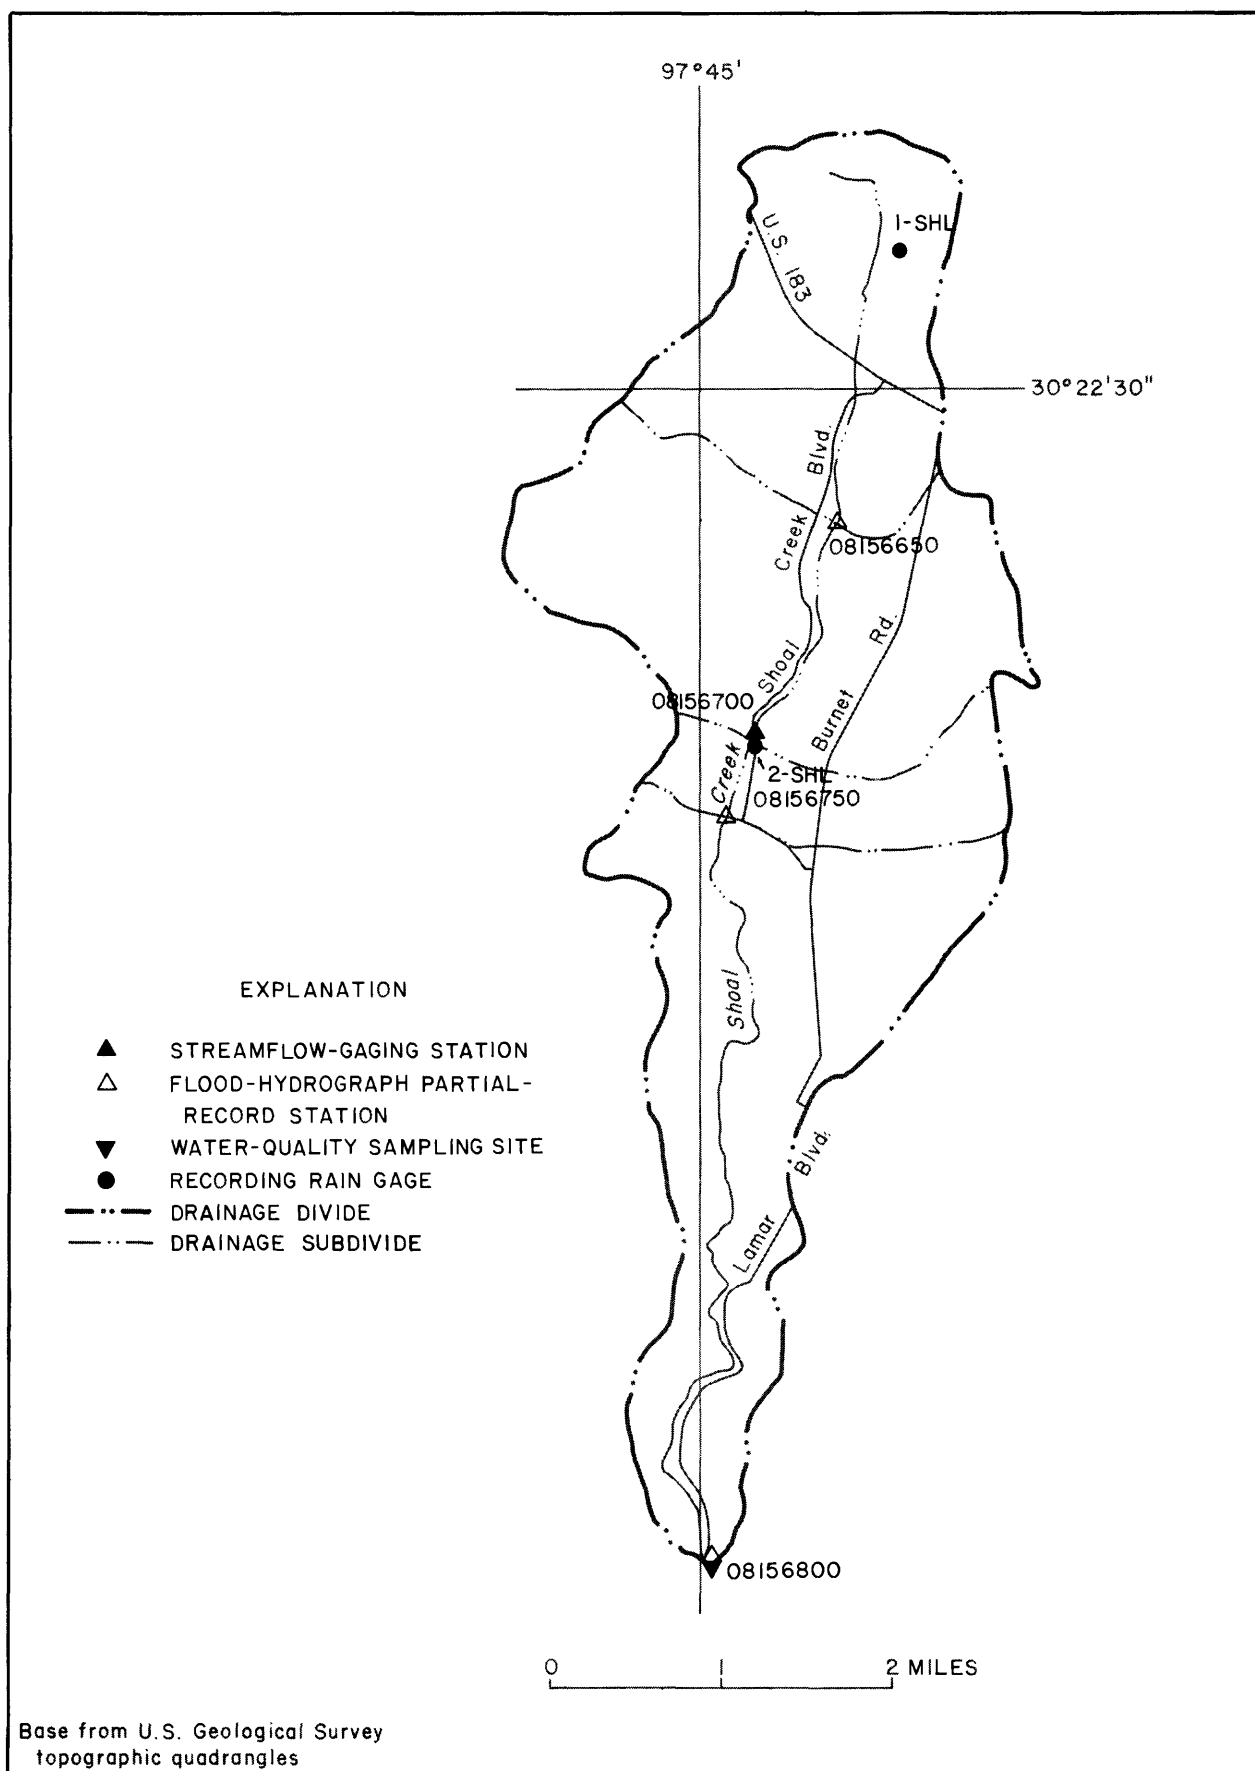 97°45'
1-SHL
U.S. 183
30°22'30"
Shoal Creek Blvd.
08156650
Burnet Rd.
08156700
2-SHL
08156750
Shoal Creek
EXPLANATION
STREAMFLOW-GAGING STATION
FLOOD-HYDROGRAPH PARTIAL-
RECORD STATION
WATER-QUALITY SAMPLING SITE
RECORDING RAIN GAGE
DRAINAGE DIVIDE
DRAINAGE SUBDIVIDE
Lamar Blvd.
08156800
0 1 2 MILES
Base from U.S. Geological Survey
topographic quadrangles